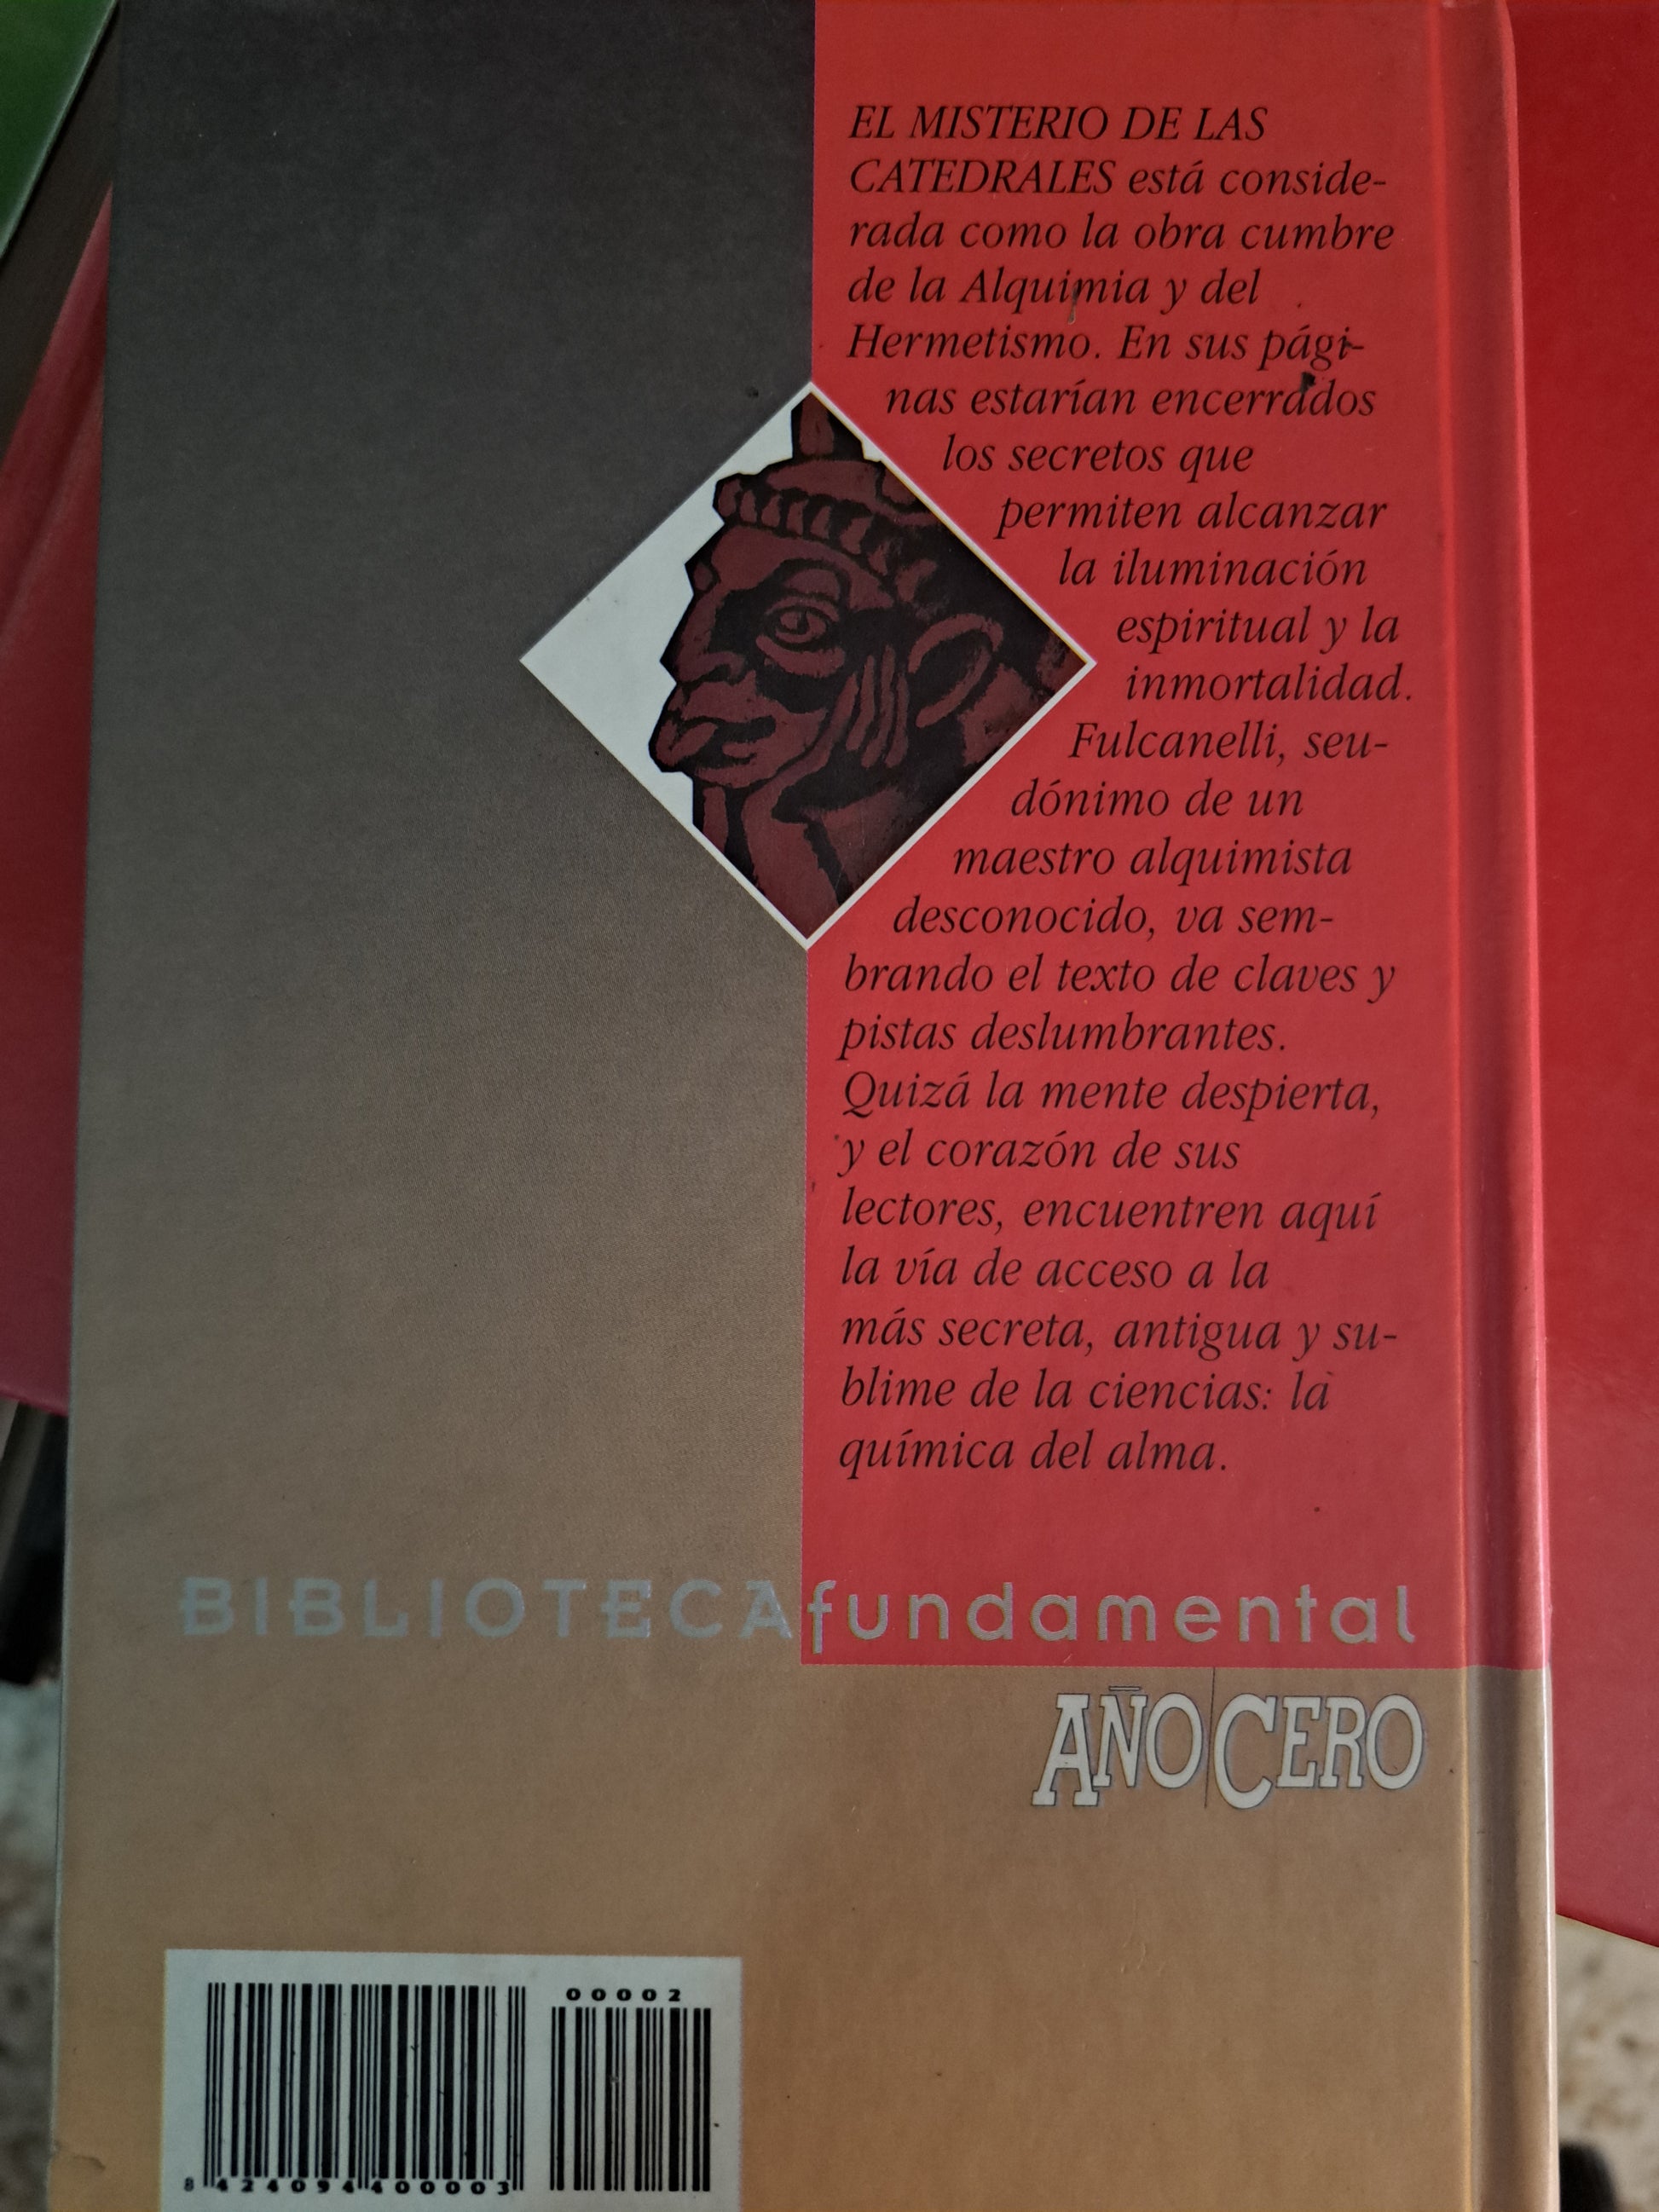 EL MISTERIO DE LAS
CATEDRALES está conside-
rada como la obra cumbre
de la Alquimia y del
Hermetismo. En sus pági-
nas estarían encerrados
los secretos que
permiten alcanzar
la iluminación
espiritual y la
inmortalidad.
Fulcanelli, seu-
dónimo de un
maestro alquimista
desconocido, va sem-
brando el texto de claves y
pistas deslumbrantes.
Quizá la mente despierta,
y el corazón de sus
lectores, encuentren aquí
la vía de acceso a la
más secreta, antigua y su-
blime de la ciencias: la
química del alma.
BIBLIOTECAfundamental
AÑO CERO
00002
8 424094 400003